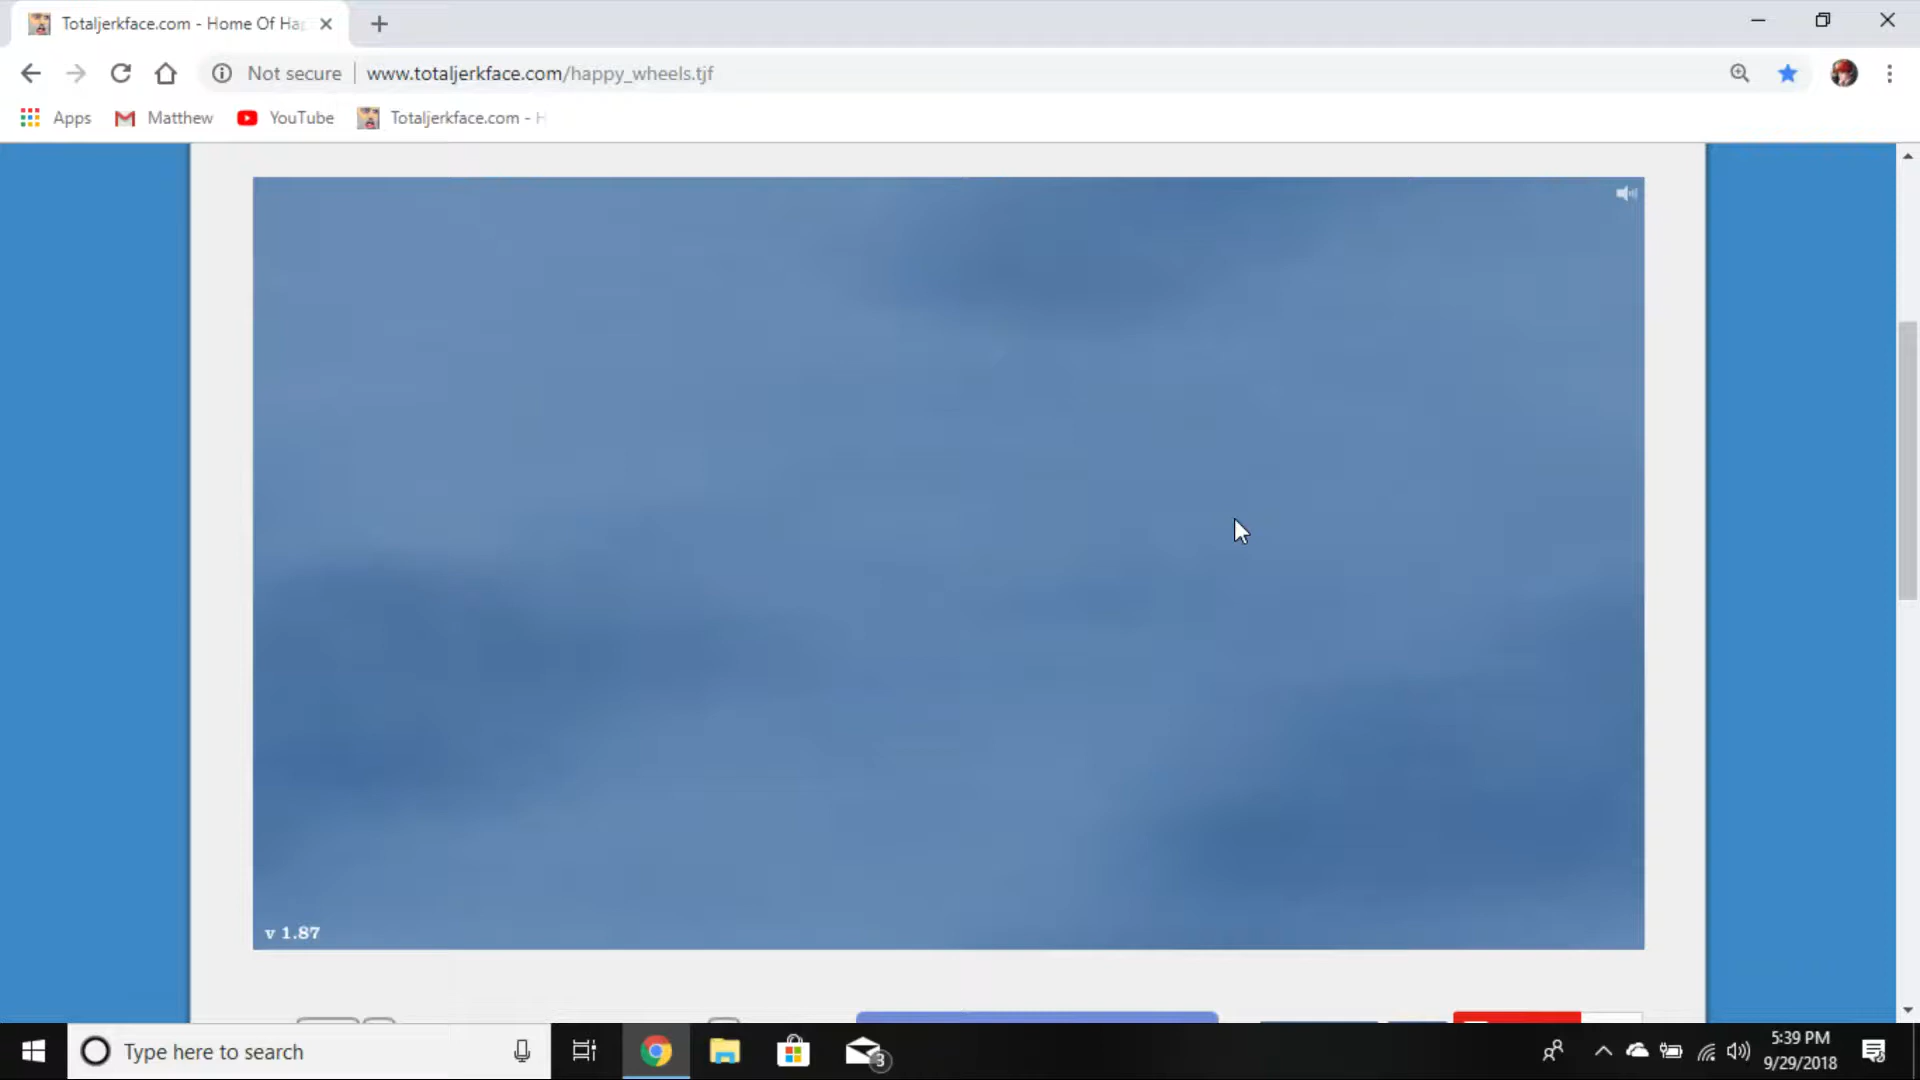 Totaljerkface.com - Home Of Ha
Not secure
www.totaljerkface.com/happy_wheels.tjf
Apps
Matthew
YouTube
Totaljerkface.com - H
v 1.87
Type here to search
3
5:39 PM
9/29/2018